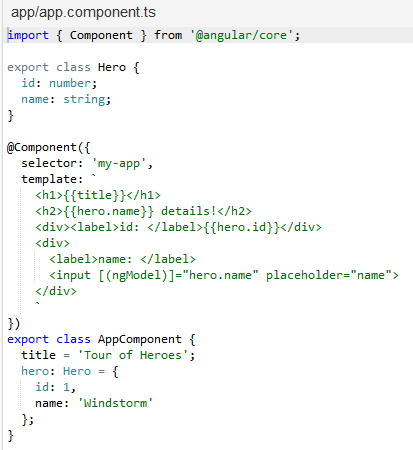 app/app.component.ts
import { Component } from '@angular/core';

export class Hero {
  id: number;
  name: string;
}

@Component({
  selector: 'my-app',
  template: `
    <h1>{{title}}</h1>
    <h2>{{hero.name}} details!</h2>
    <div><label>id: </label>{{hero.id}}</div>
    <div>
      <label>name: </label>
      <input [(ngModel)]="hero.name" placeholder="name">
    </div>
    `
})
export class AppComponent {
  title = 'Tour of Heroes';
  hero: Hero = {
    id: 1,
    name: 'Windstorm'
  };
}